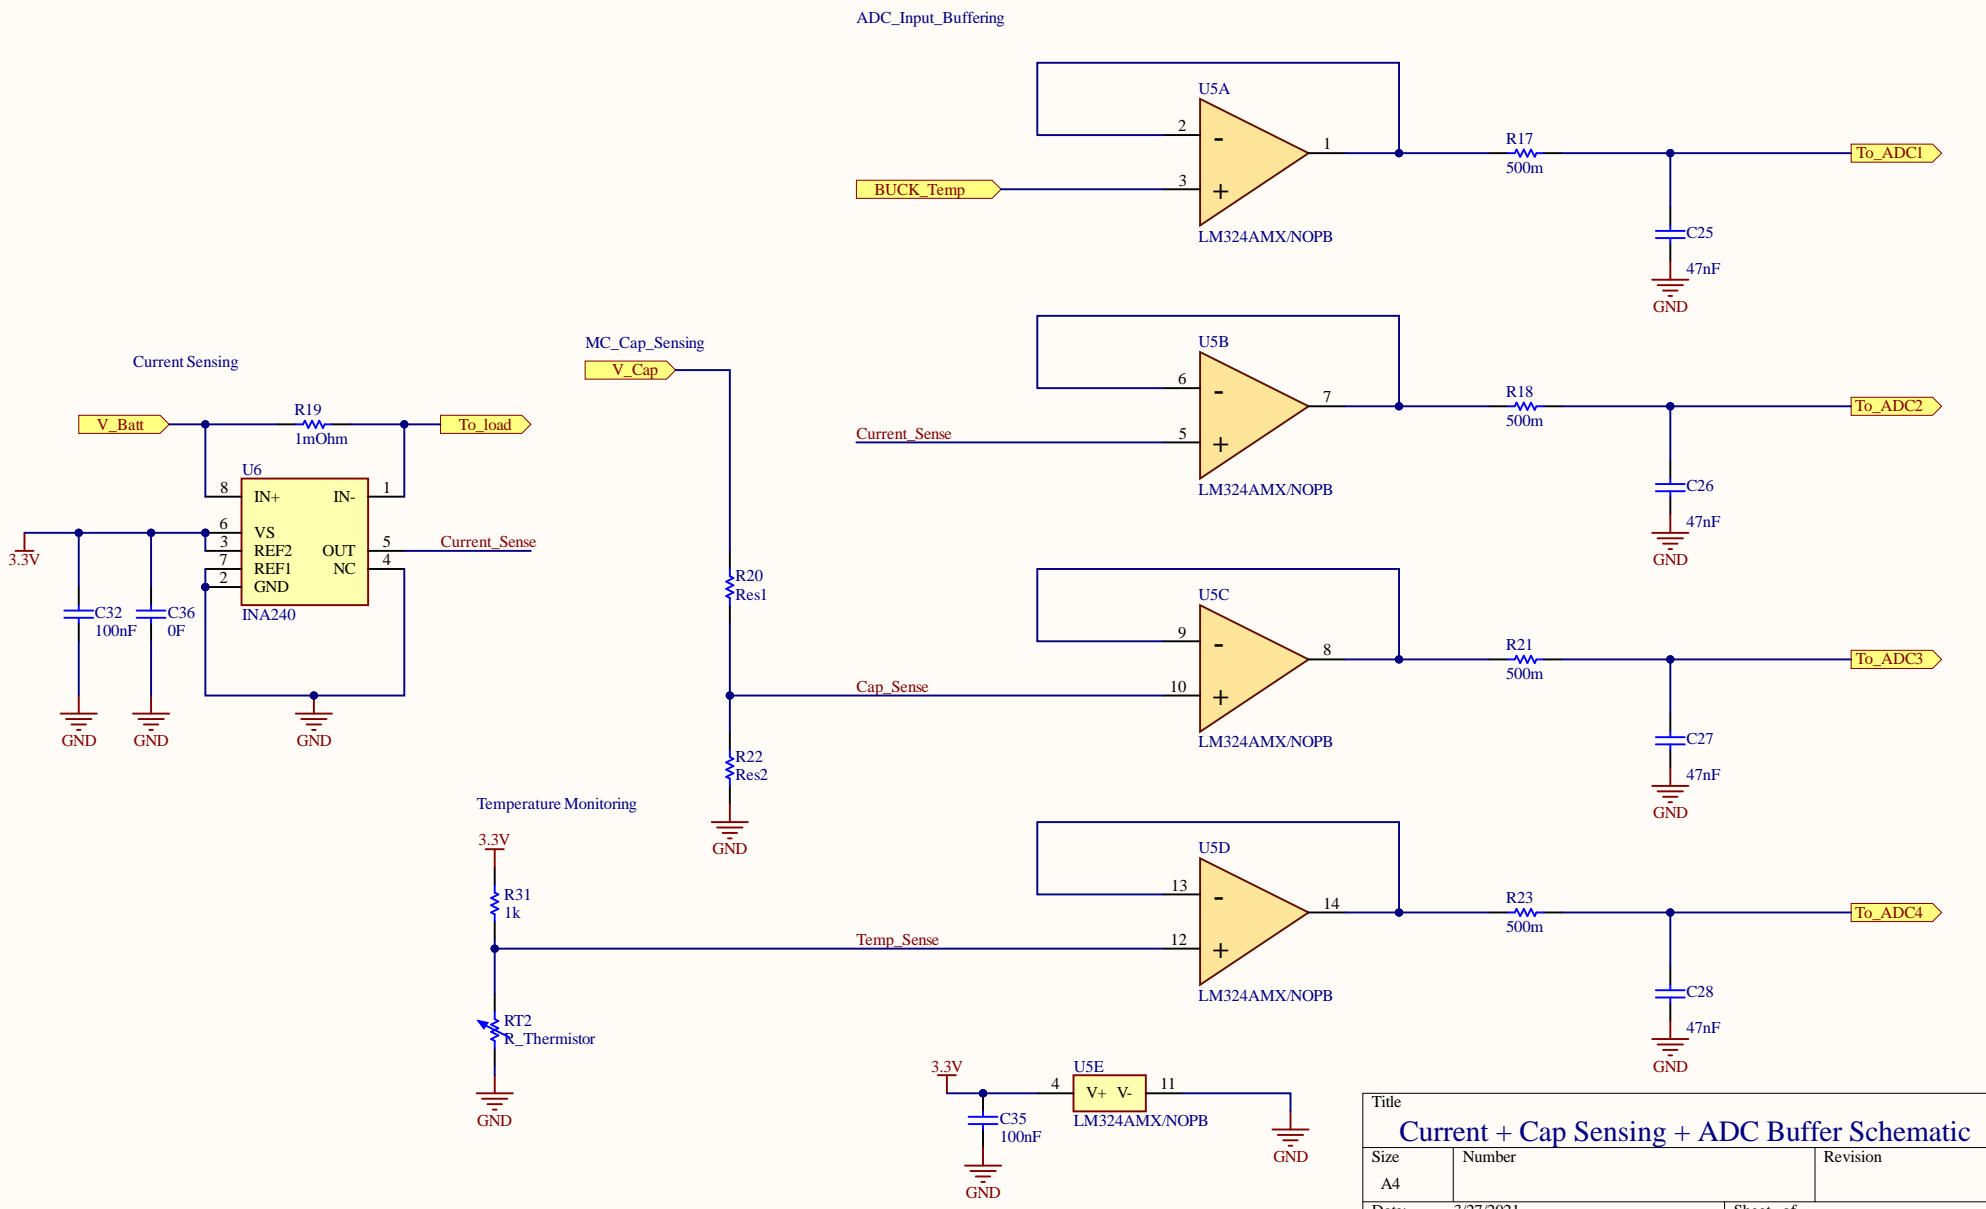 ADC_Input_Buffering
U5A
2
-
3
+
1
LM324AMX/NOPB
BUCK_Temp
R17
500m
To_ADC1
C25
47nF
GND
U5B
6
-
5
+
7
LM324AMX/NOPB
Current_Sense
R18
500m
To_ADC2
C26
47nF
GND
Current Sensing
V_Batt
R19
1mOhm
To_load
U6
8 IN+ IN- 1
6 VS
3 REF2 OUT 5
7 REF1 NC 4
2 GND
INA240
Current_Sense
3.3V
C32
100nF
C36
0F
GND
GND
GND
MC_Cap_Sensing
V_Cap
R20
Res1
R22
Res2
GND
Cap_Sense
U5C
9
-
10
+
8
LM324AMX/NOPB
R21
500m
To_ADC3
C27
47nF
GND
Temperature Monitoring
3.3V
R31
1k
RT2
R_Thermistor
GND
Temp_Sense
U5D
13
-
12
+
14
LM324AMX/NOPB
R23
500m
To_ADC4
C28
47nF
GND
3.3V
C35
100nF
GND
U5E
4 V+ V- 11
LM324AMX/NOPB
GND
Title
Current + Cap Sensing + ADC Buffer Schematic
Size
A4
Number
Revision
Date: 3/27/2021
Sheet of